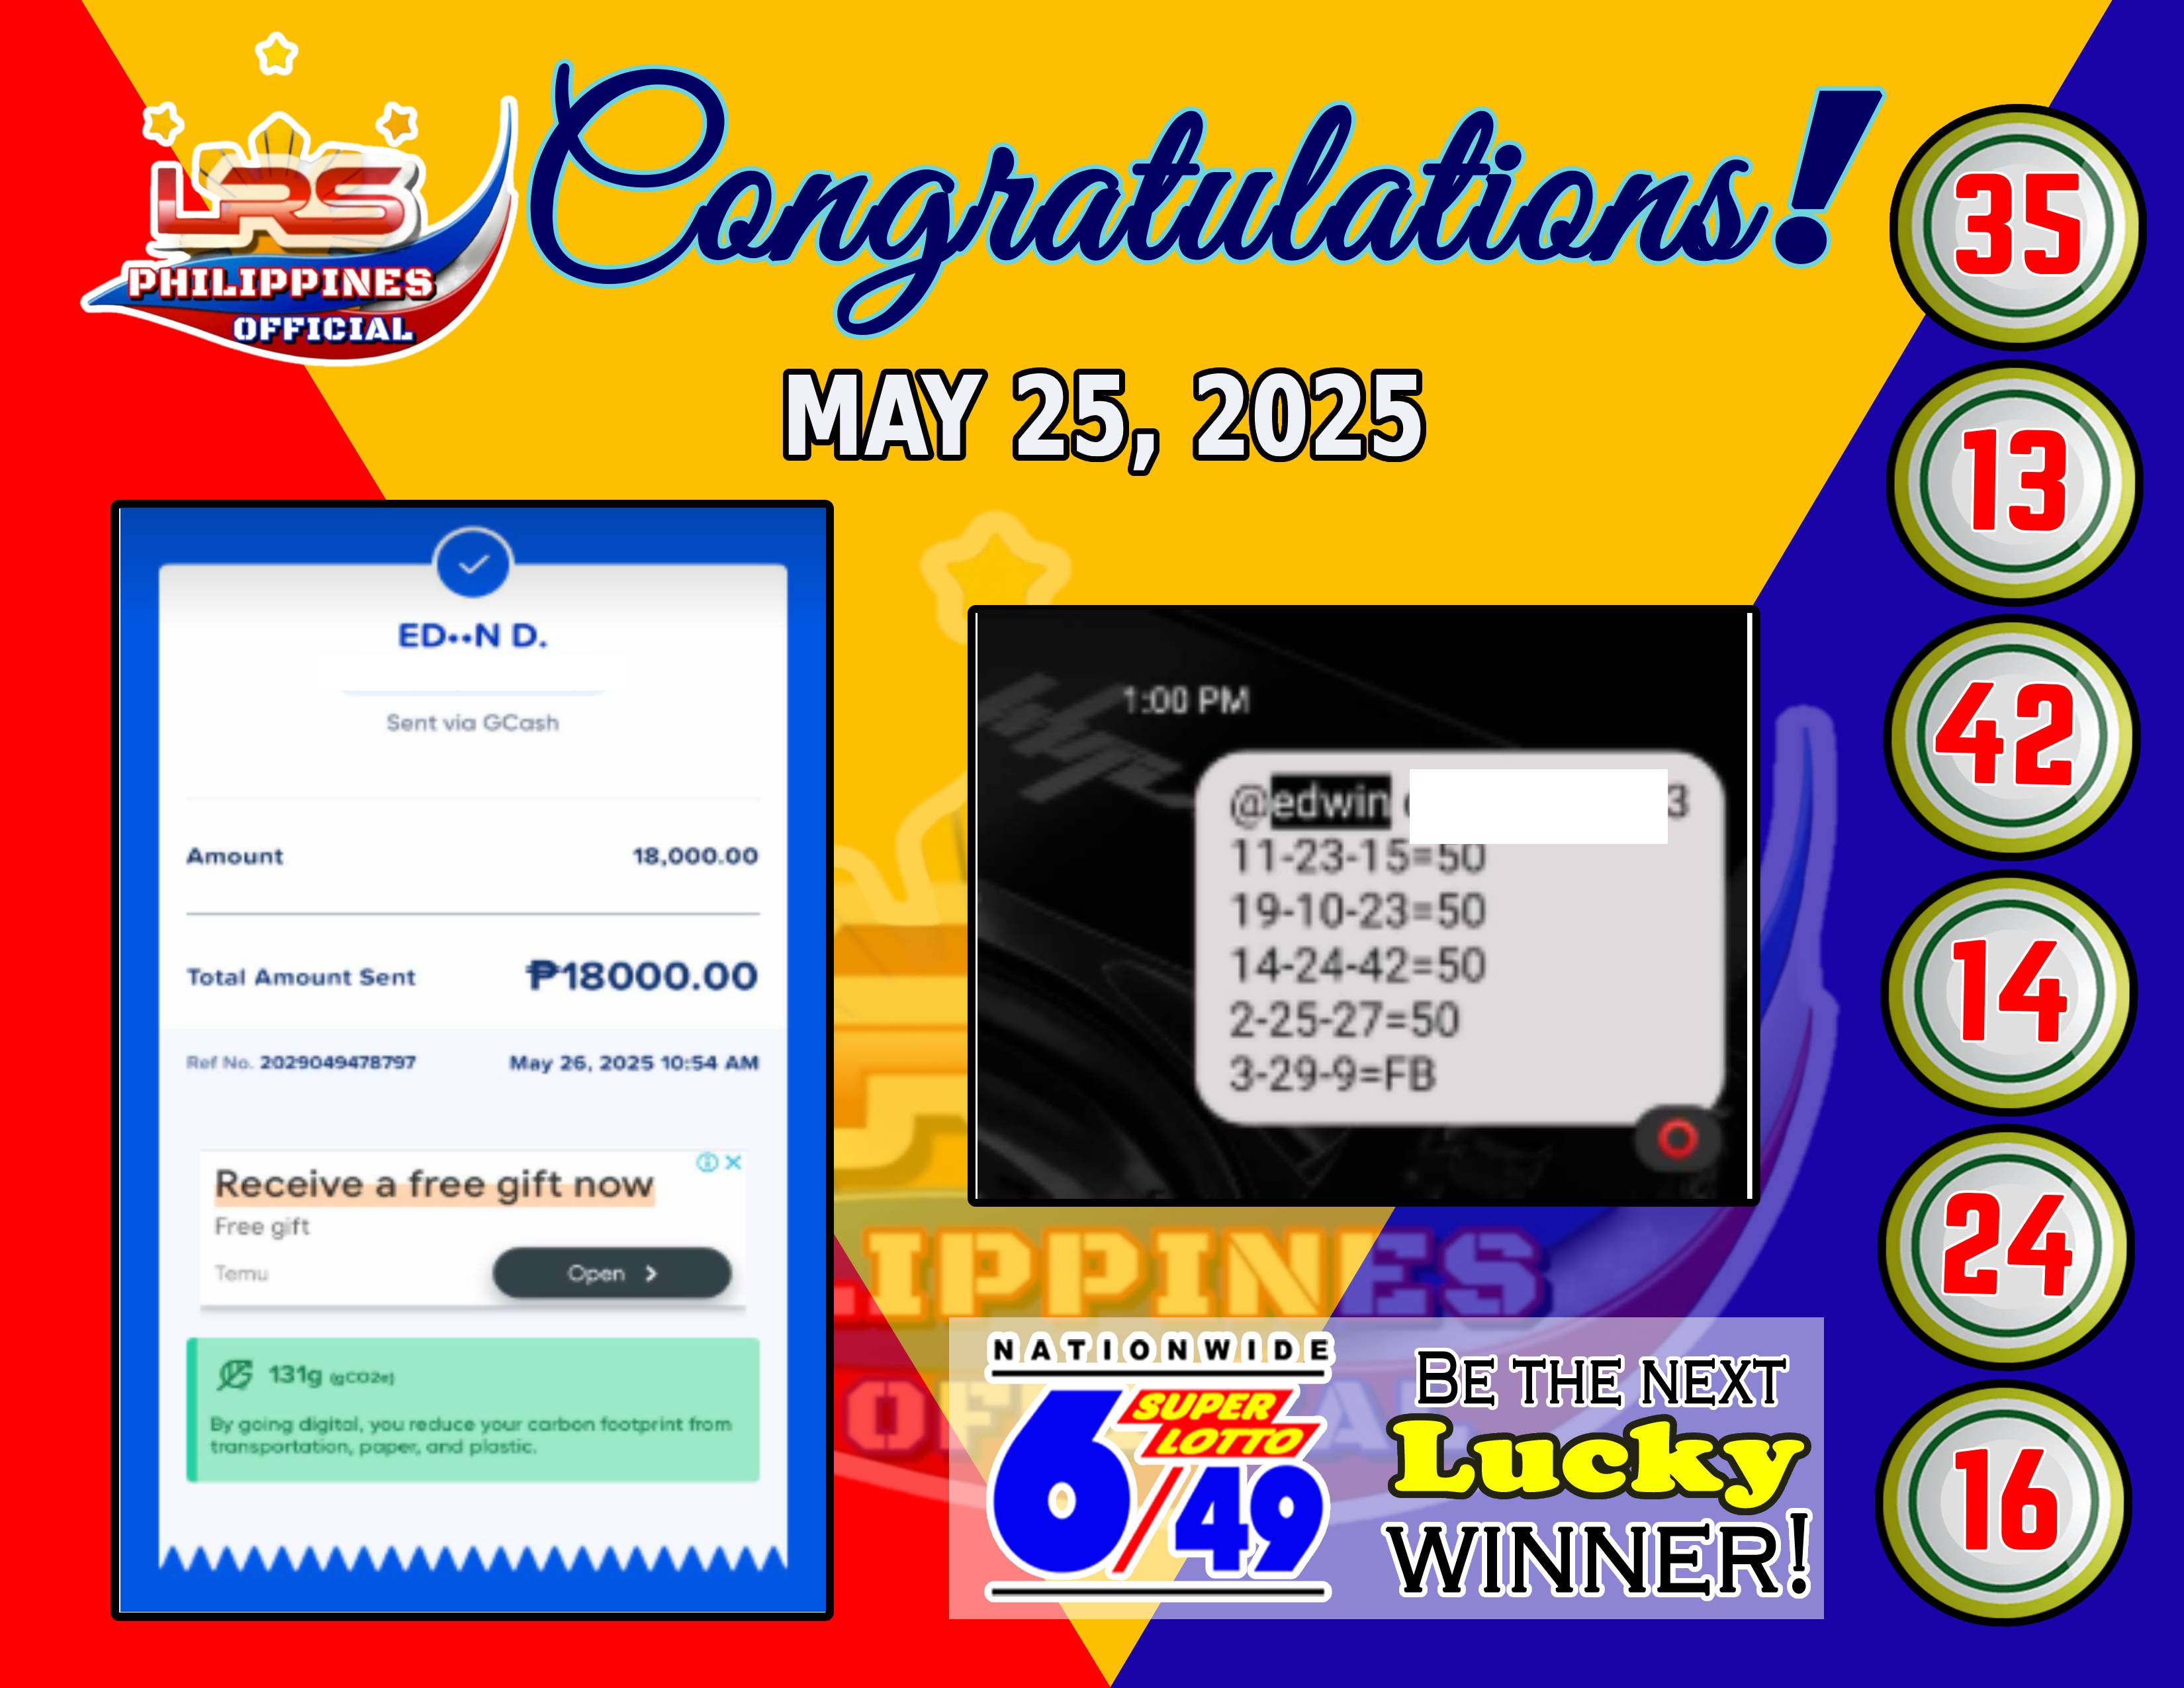 LRS
PHILIPPINES
OFFICIAL
Congratulations!
MAY 25, 2025
ED••N D.
Sent via GCash
Amount 18,000.00
Total Amount Sent ₱18000.00
Ref No. 2029049478797 May 26, 2025 10:54 AM
Receive a free gift now
Free gift
Temu
Open >
131g (gCO2e)
By going digital, you reduce your carbon footprint from
transportation, paper, and plastic.
1:00 PM
@edwin 3
11-23-15=50
19-10-23=50
14-24-42=50
2-25-27=50
3-29-9=FB
NATIONWIDE
SUPER
LOTTO
6/49
BE THE NEXT
Lucky
WINNER!
35
13
42
14
24
16